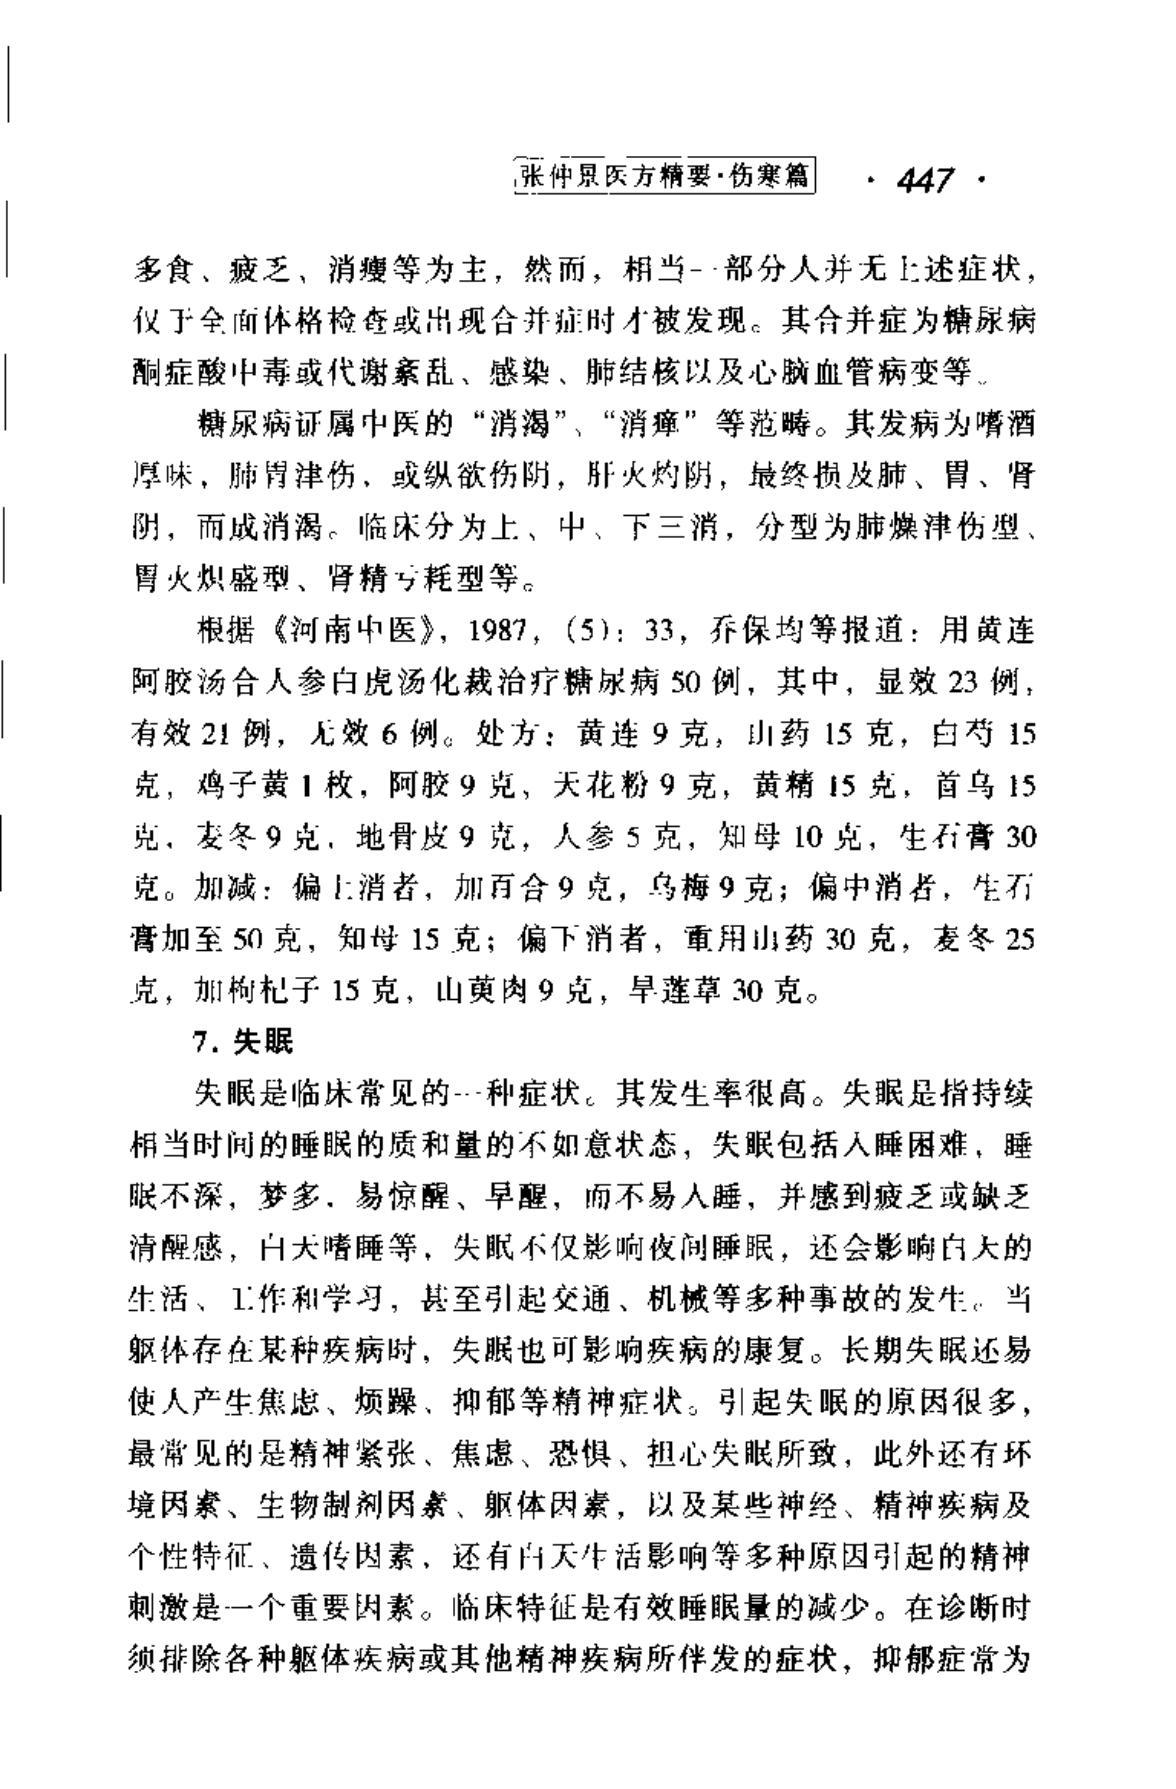 张仲景医方精要·伤寒篇 · 447 ·
多食、疲乏、消瘦等为主，然而，相当一部分人并无上述症状，
仅于全面体格检查或出现合并症时才被发现。其合并症为糖尿病
酮症酸中毒或代谢紊乱、感染、肺结核以及心脑血管病变等。
糖尿病证属中医的“消渴”、“消瘅”等范畴。其发病为嗜酒
厚味，肺胃津伤，或纵欲伤阴，肝火灼阴，最终损及肺、胃、肾
阴，而成消渴。临床分为上、中、下三消，分型为肺燥津伤型、
胃火炽盛型、肾精亏耗型等。
根据《河南中医》，1987，（5）：33，乔保均等报道：用黄连
阿胶汤合人参白虎汤化裁治疗糖尿病 50 例，其中，显效 23 例，
有效 21 例，无效 6 例。处方：黄连 9 克，山药 15 克，白芍 15
克，鸡子黄 1 枚，阿胶 9 克，天花粉 9 克，黄精 15 克，首乌 15
克，麦冬 9 克，地骨皮 9 克，人参 5 克，知母 10 克，生石膏 30
克。加减：偏上消者，加百合 9 克，乌梅 9 克；偏中消者，生石
膏加至 50 克，知母 15 克；偏下消者，重用山药 30 克，麦冬 25
克，加枸杞子 15 克，山萸肉 9 克，旱莲草 30 克。
7. 失眠
失眠是临床常见的一种症状。其发生率很高。失眠是指持续
相当时间的睡眠的质和量的不如意状态，失眠包括入睡困难，睡
眠不深，梦多，易惊醒、早醒，而不易入睡，并感到疲乏或缺乏
清醒感，白天嗜睡等，失眠不仅影响夜间睡眠，还会影响白天的
生活、工作和学习，甚至引起交通、机械等多种事故的发生。当
躯体存在某种疾病时，失眠也可影响疾病的康复。长期失眠还易
使人产生焦虑、烦躁、抑郁等精神症状。引起失眠的原因很多，
最常见的是精神紧张、焦虑、恐惧、担心失眠所致，此外还有环
境因素、生物制剂因素、躯体因素，以及某些神经、精神疾病及
个性特征、遗传因素，还有白天生活影响等多种原因引起的精神
刺激是一个重要因素。临床特征是有效睡眠量的减少。在诊断时
须排除各种躯体疾病或其他精神疾病所伴发的症状，抑郁症常为